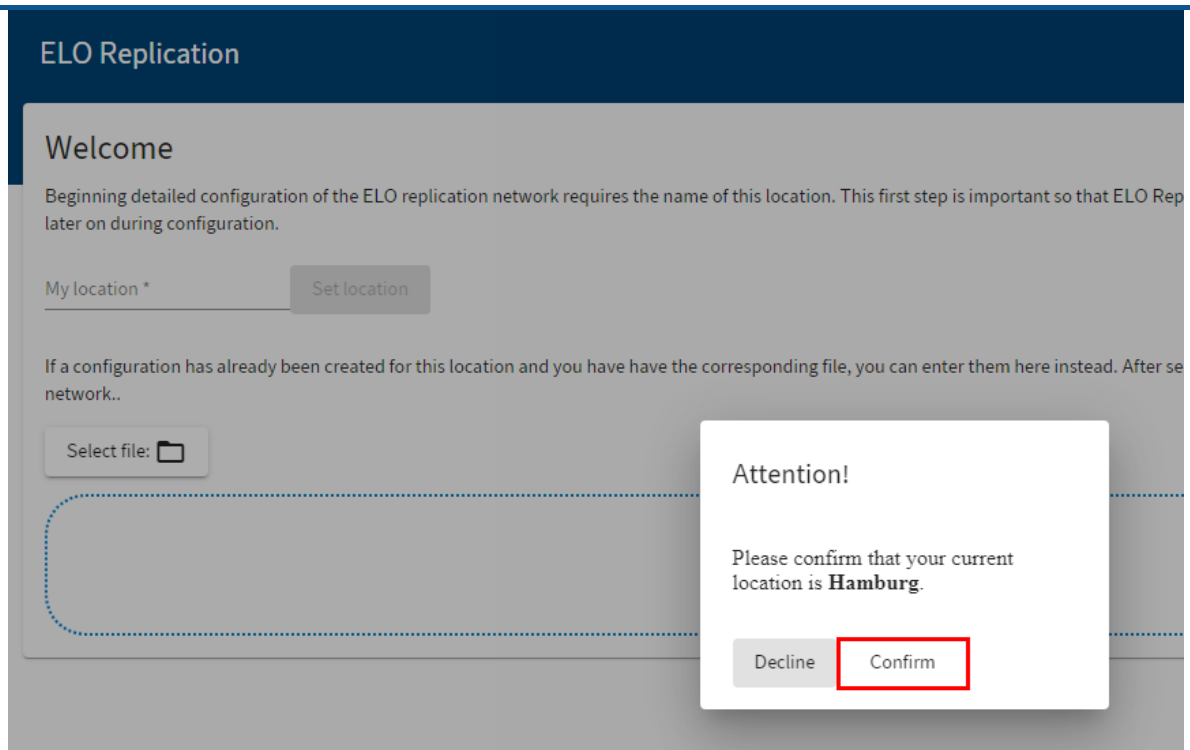 ELO Replication
Welcome
Beginning detailed configuration of the ELO replication network requires the name of this location. This first step is important so that ELO Rep
later on during configuration.
My location *
Set location
If a configuration has already been created for this location and you have have the corresponding file, you can enter them here instead. After se
network..
Select file:
Attention!
Please confirm that your current
location is Hamburg.
Decline
Confirm